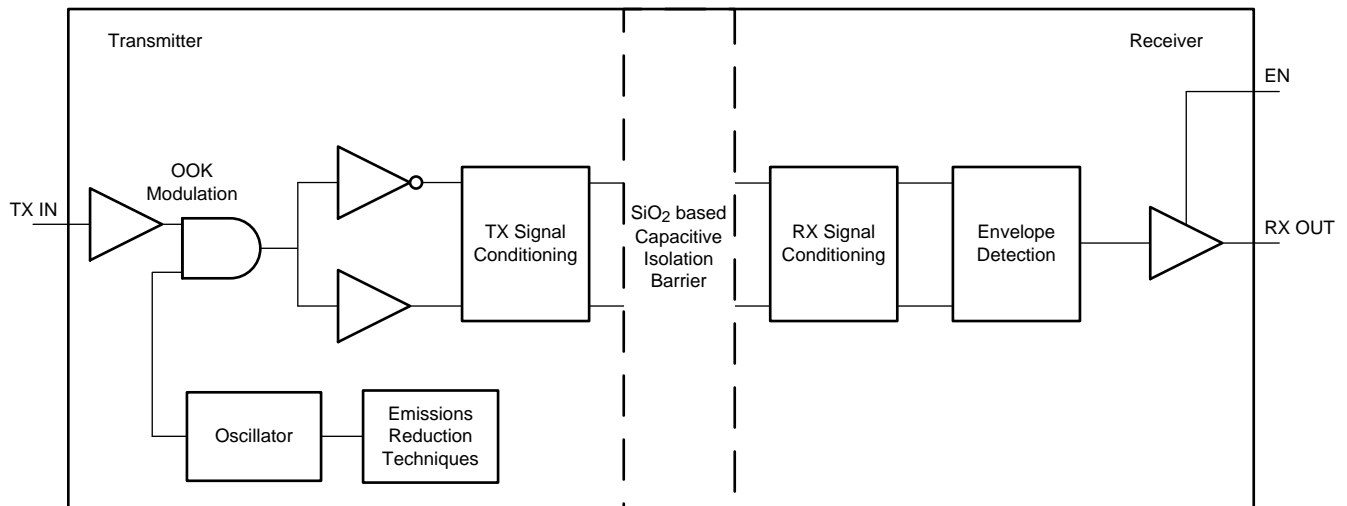 Transmitter
Receiver
EN
OOK
Modulation
TX IN
TX Signal
Conditioning
SiO2 based
Capacitive
Isolation
Barrier
RX Signal
Conditioning
Envelope
Detection
RX OUT
Oscillator
Emissions
Reduction
Techniques